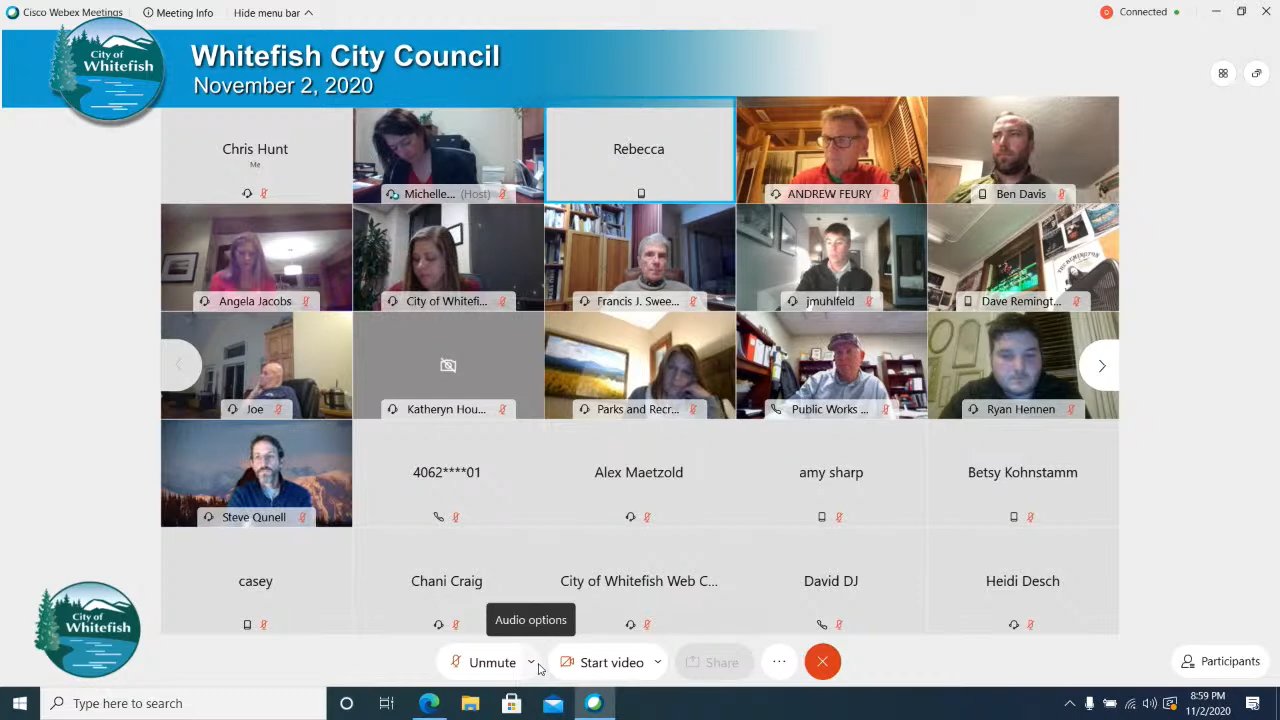 Cisco Webex Meetings
Meeting Info
Hide menu bar
Connected
City of
Whitefish
Whitefish City Council
November 2, 2020
Chris Hunt
Me
Michelle... (Host)
Rebecca
ANDREW FEURY
Ben Davis
Angela Jacobs
City of Whitefi...
Francis J. Swee...
jmuhlfeld
Dave Remingt...
THE REMINGTON
Joe
Katheryn Hou...
Parks and Recr...
Public Works ...
Ryan Hennen
Steve Qunell
4062****01
Alex Maetzold
amy sharp
Betsy Kohnstamm
casey
Chani Craig
City of Whitefish Web C...
David DJ
Heidi Desch
City of
Whitefish
Audio options
Unmute
Start video
Share
...
Participants
Type here to search
8:59 PM
11/2/2020